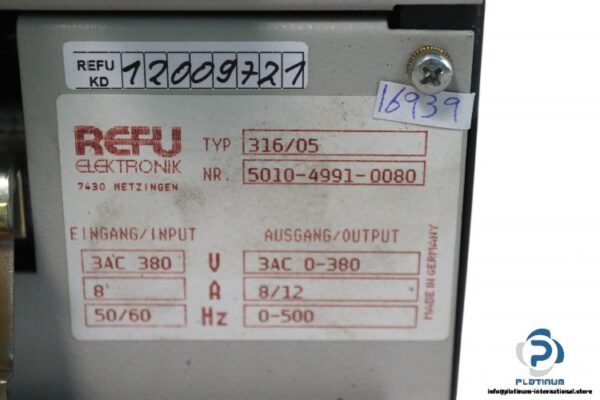 REFU
KD 12009721
16939
REFU
ELEKTRONIK
7430 METZINGEN
TYP 316/05
NR. 5010-4991-0080
EINGANG/INPUT AUSGANG/OUTPUT
3AC 380 V 3AC 0-380
8 A 8/12
50/60 Hz 0-500
MADE IN GERMANY
PLATINUM
info@platinum-international.store